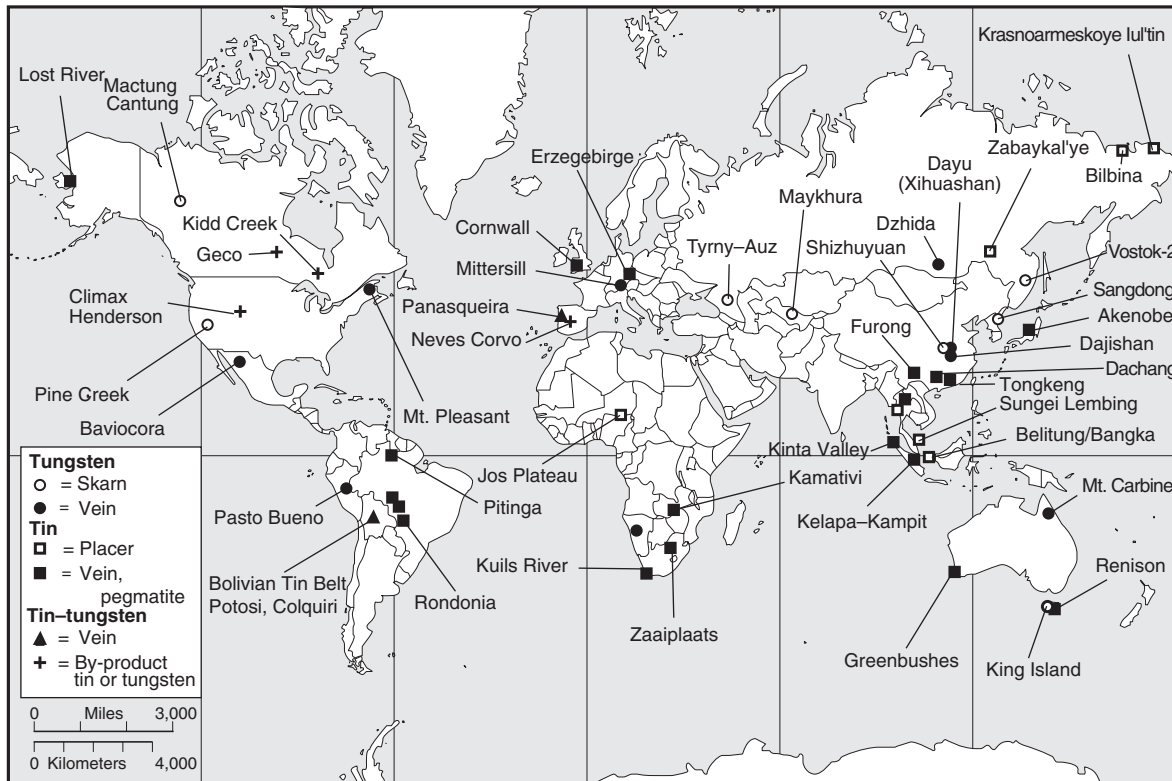 Krasnoarmeskoye Iul'tin
Lost River
Mactung
Cantung
Zabaykal'ye
Erzegebirge
Dayu
(Xihuashan)
Bilbina
Maykhura
Kidd Creek
Cornwall
Dzhida
Geco
Tyrny–Auz
Shizhuyuan
Vostok-2
Mittersill
Climax
Henderson
Panasqueira
Sangdong
Furong
Akenobe
Neves Corvo
Dajishan
Dachang
Pine Creek
Mt. Pleasant
Tongkeng
Baviocora
Sungei Lembing
Kinta Valley
Belitung/Bangka
Jos Plateau
Kamativi
Pitinga
Mt. Carbine
Pasto Bueno
Kelapa–Kampit
Kuils River
Renison
Bolivian Tin Belt
Potosi, Colquiri
Rondonia
Zaaiplaats
Greenbushes
King Island
Tungsten
= Skarn
= Vein
Tin
= Placer
= Vein,
pegmatite
Tin–tungsten
= Vein
= By-product
tin or tungsten
0 Miles 3,000
0 Kilometers 4,000